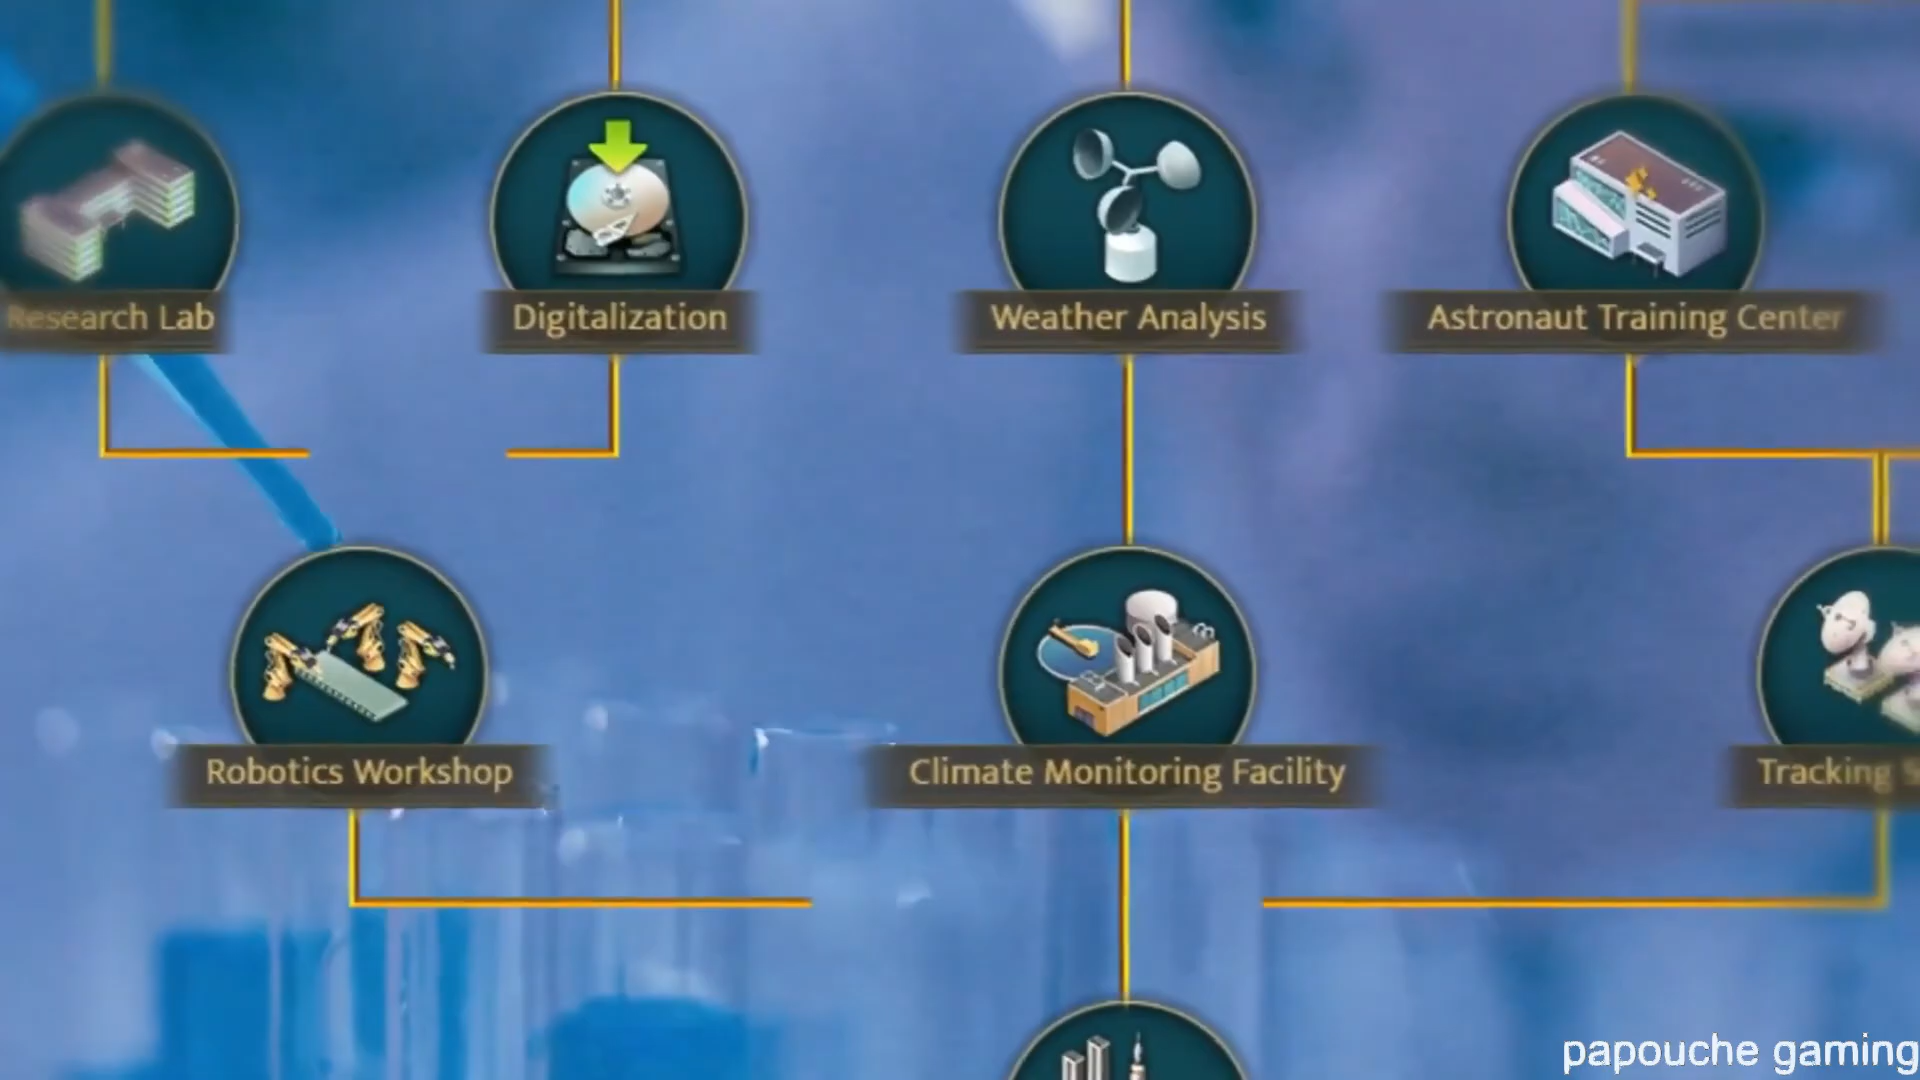 Research Lab
Digitalization
Weather Analysis
Astronaut Training Center
Robotics Workshop
Climate Monitoring Facility
Tracking
papouche gaming